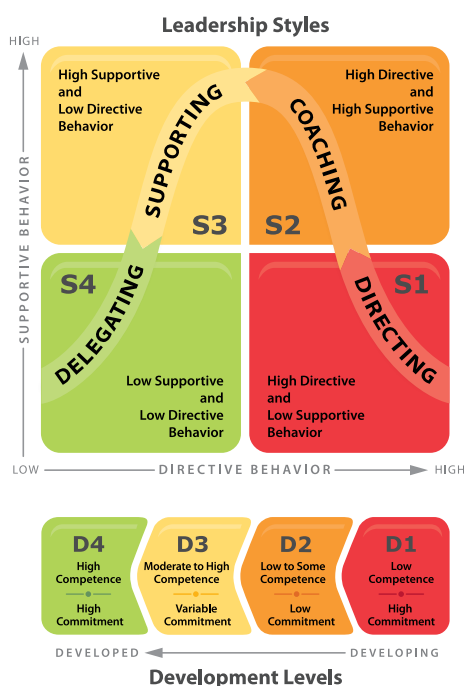 Leadership Styles
HIGH
SUPPORTIVE BEHAVIOR
High Supportive
and
Low Directive
Behavior
High Directive
and
High Supportive
Behavior
SUPPORTING
COACHING
S3
S2
S4
S1
DELEGATING
DIRECTING
Low Supportive
and
Low Directive
Behavior
High Directive
and
Low Supportive
Behavior
LOW
DIRECTIVE BEHAVIOR
HIGH
D4
High
Competence
High
Commitment
D3
Moderate to High
Competence
Variable
Commitment
D2
Low to Some
Competence
Low
Commitment
D1
Low
Competence
High
Commitment
DEVELOPED
DEVELOPING
Development Levels